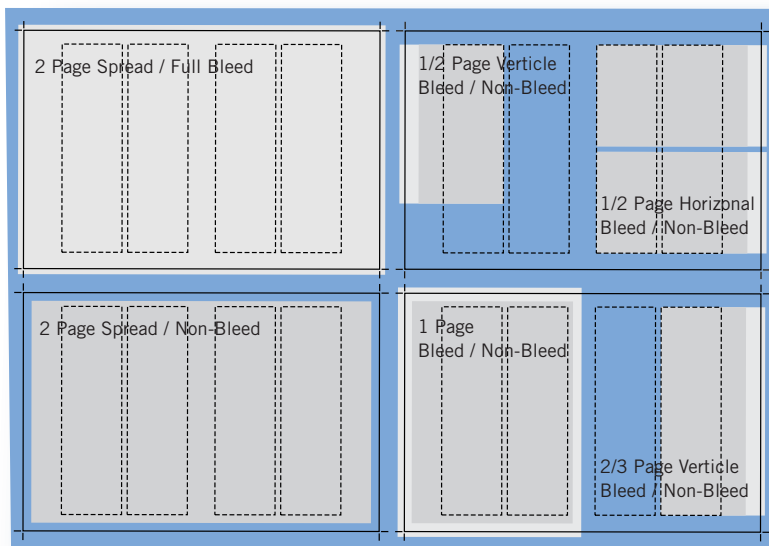 2 Page Spread / Full Bleed
1/2 Page Verticle
Bleed / Non-Bleed
1/2 Page Horizonal
Bleed / Non-Bleed
2 Page Spread / Non-Bleed
1 Page
Bleed / Non-Bleed
2/3 Page Verticle
Bleed / Non-Bleed